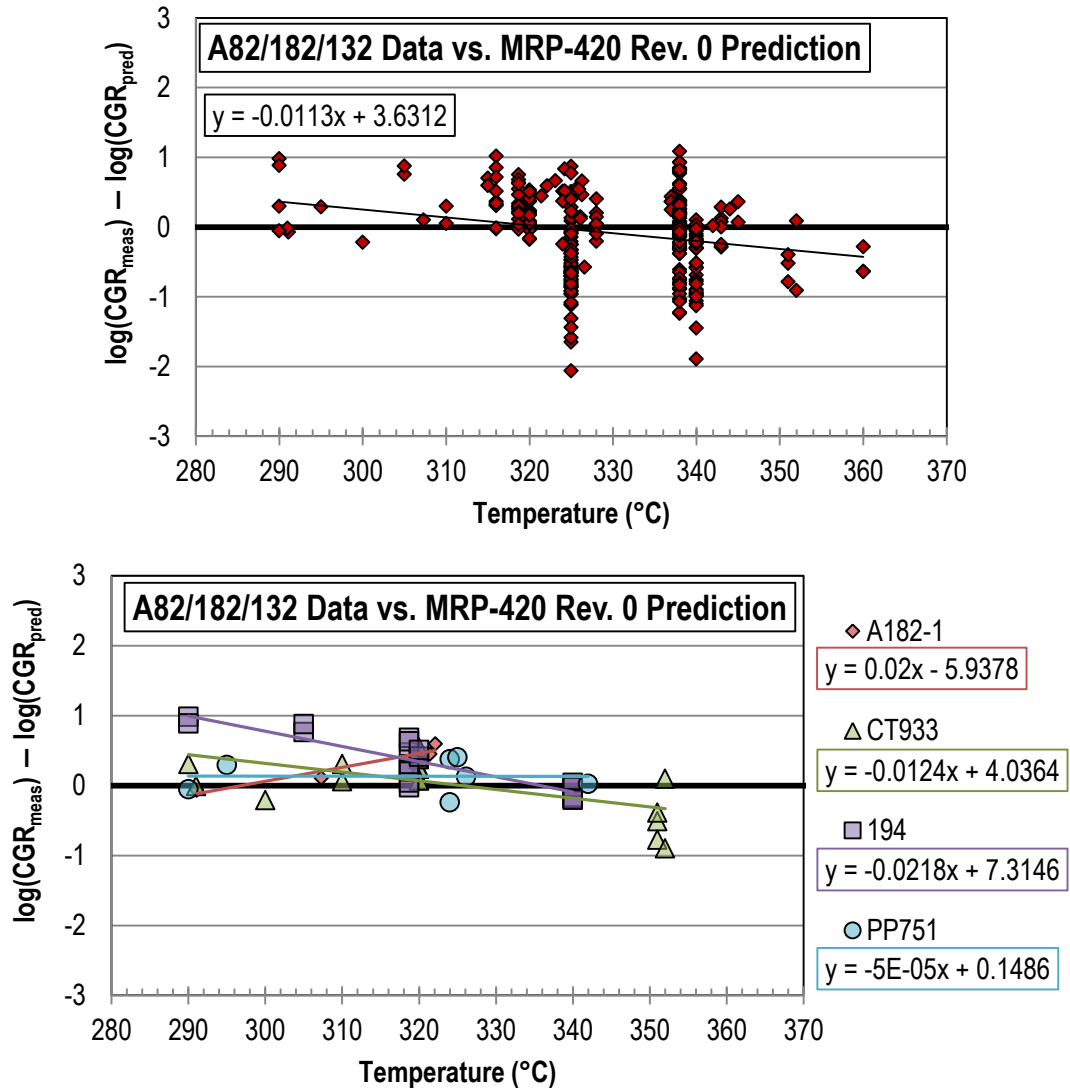 A82/182/132 Data vs. MRP-420 Rev. 0 Prediction
y = -0.0113x + 3.6312
log(CGRmeas) – log(CGRpred)
3
2
1
0
-1
-2
-3
280 290 300 310 320 330 340 350 360 370
Temperature (°C)
A82/182/132 Data vs. MRP-420 Rev. 0 Prediction
log(CGRmeas) – log(CGRpred)
3
2
1
0
-1
-2
-3
280 290 300 310 320 330 340 350 360 370
Temperature (°C)
A182-1
y = 0.02x - 5.9378
CT933
y = -0.0124x + 4.0364
194
y = -0.0218x + 7.3146
PP751
y = -5E-05x + 0.1486